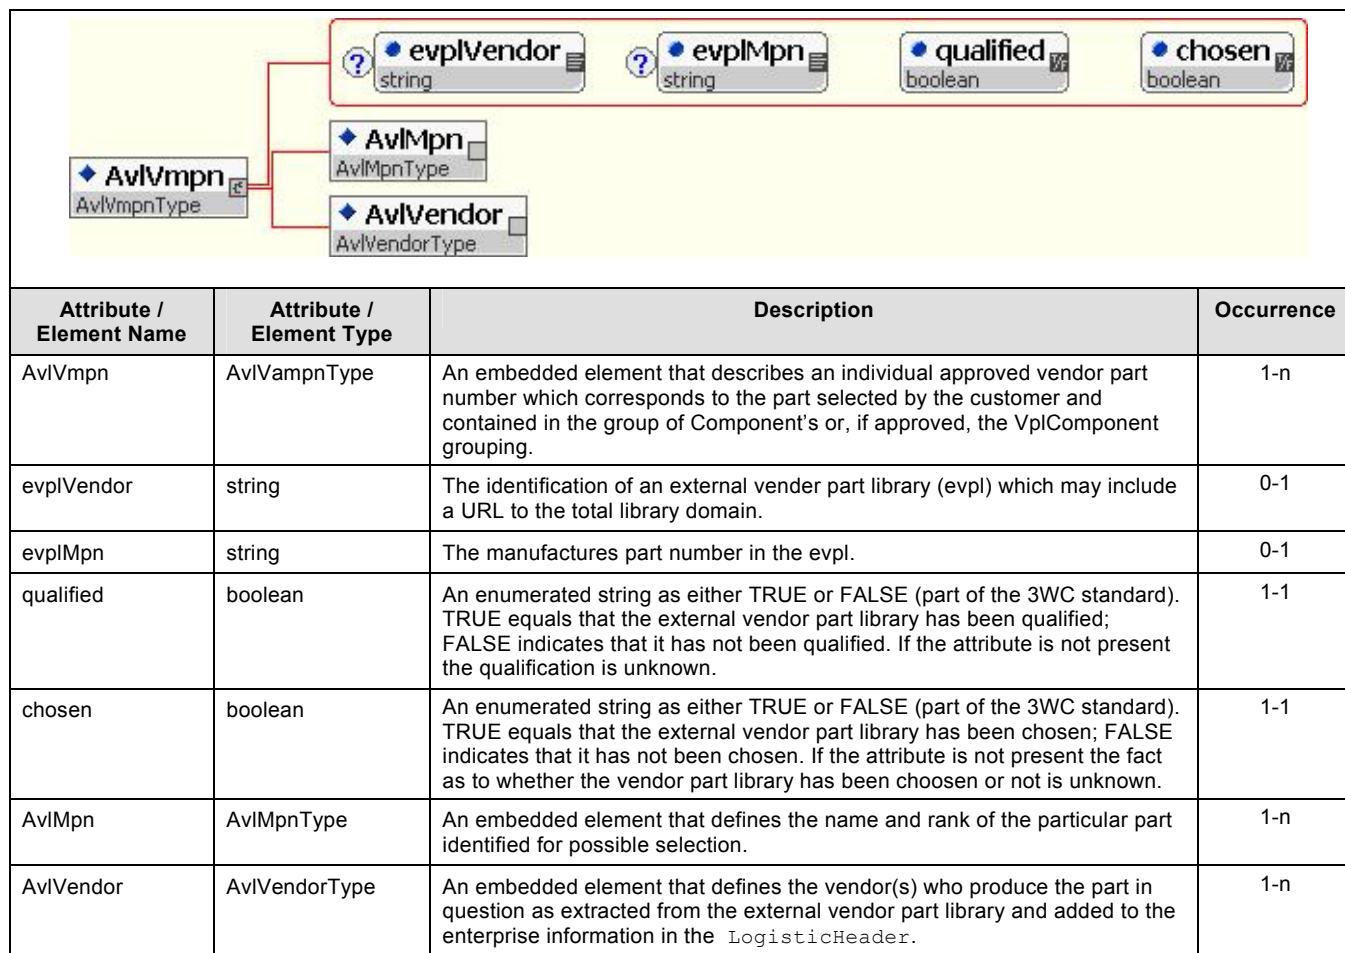 ? evplVendor
string
? evplMpn
string
qualified
boolean
chosen
boolean
AvlVmpn
AvlVmpnType
AvlMpn
AvlMpnType
AvlVendor
AvlVendorType
Attribute /
Element Name
Attribute /
Element Type
Description
Occurrence
AvlVmpn
AvlVampnType
An embedded element that describes an individual approved vendor part
number which corresponds to the part selected by the customer and
contained in the group of Component's or, if approved, the VplComponent
grouping.
1-n
evplVendor
string
The identification of an external vender part library (evpl) which may include
a URL to the total library domain.
0-1
evplMpn
string
The manufactures part number in the evpl.
0-1
qualified
boolean
An enumerated string as either TRUE or FALSE (part of the 3WC standard).
TRUE equals that the external vendor part library has been qualified;
FALSE indicates that it has not been qualified. If the attribute is not present
the qualification is unknown.
1-1
chosen
boolean
An enumerated string as either TRUE or FALSE (part of the 3WC standard).
TRUE equals that the external vendor part library has been chosen; FALSE
indicates that it has not been chosen. If the attribute is not present the fact
as to whether the vendor part library has been choosen or not is unknown.
1-1
AvlMpn
AvlMpnType
An embedded element that defines the name and rank of the particular part
identified for possible selection.
1-n
AvlVendor
AvlVendorType
An embedded element that defines the vendor(s) who produce the part in
question as extracted from the external vendor part library and added to the
enterprise information in the LogisticHeader.
1-n